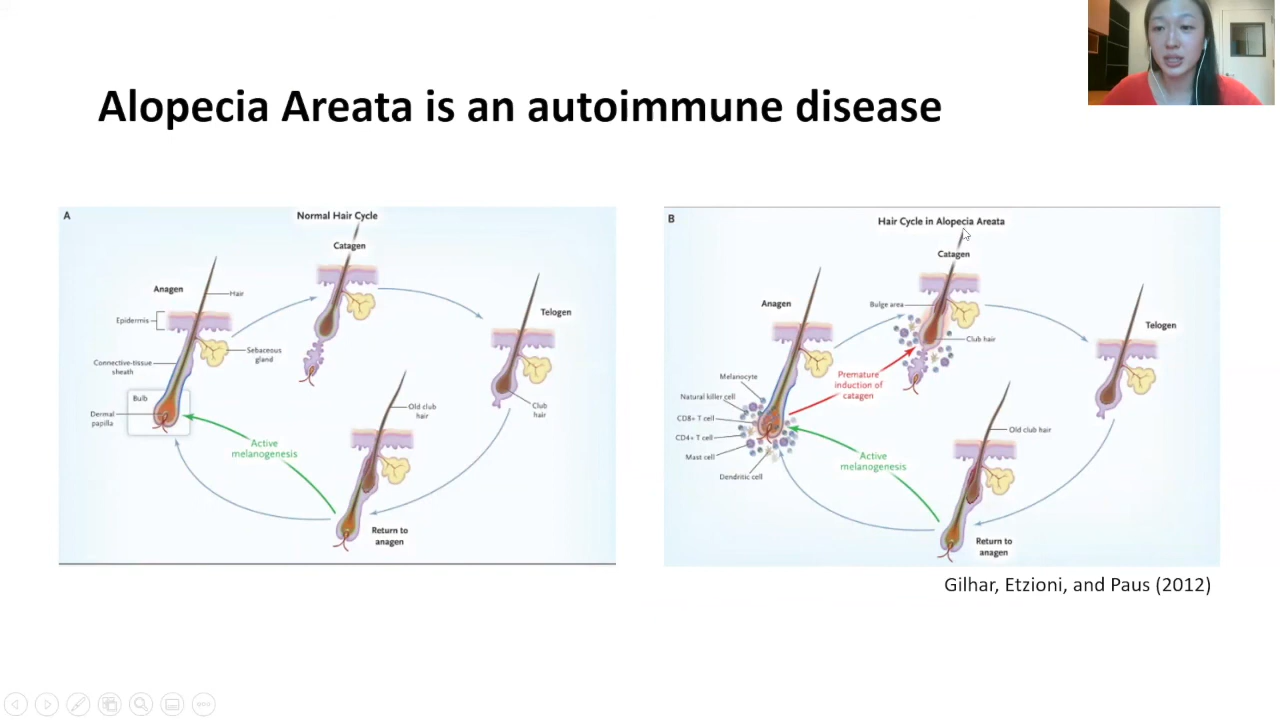 Alopecia Areata is an autoimmune disease
A
Normal Hair Cycle
Catagen
Anagen
Hair
Epidermis
Telogen
Sebaceous
gland
Connective-tissue
sheath
Bulb
Dermal
papilla
Club
hair
Old club
hair
Active
melanogenesis
Return to
anagen
B
Hair Cycle in Alopecia Areata
Catagen
Anagen
Bulge area
Telogen
Club hair
Premature
induction of
catagen
Melanocyte
Natural killer cell
CD8+ T cell
CD4+ T cell
Mast cell
Dendritic cell
Old club hair
Active
melanogenesis
Return to
anagen
Gilhar, Etzioni, and Paus (2012)